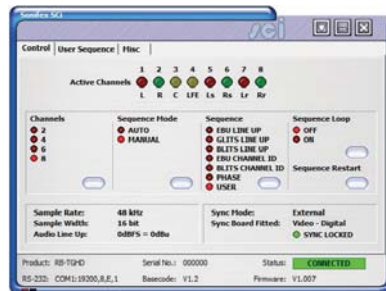 Sondex SCI
sci
Control User Sequence Misc
1 2 3 4 5 6 7 8
Active Channels
L R C LFE Ls Rs Lr Rr
Channels Sequence Mode Sequence Sequence Loop
2 AUTO EBU LINE UP OFF
4 MANUAL GLITS LINE UP ON
6 BLITS LINE UP
8 EBU CHANNEL ID
BLITS CHANNEL ID Sequence Restart
PHASE
USER
Sample Rate: 48 kHz Sync Mode: External
Sample Width: 16 bit Sync Board Fitted: Video - Digital
Audio Line Up: 0dBFS = 0dBu SYNC LOCKED
Product: RB-TGHD Serial No.: 000000 Status: CONNECTED
RS-232: COM1:19200,8,E,1 Basecode: V1.2 Firmware: V1.007